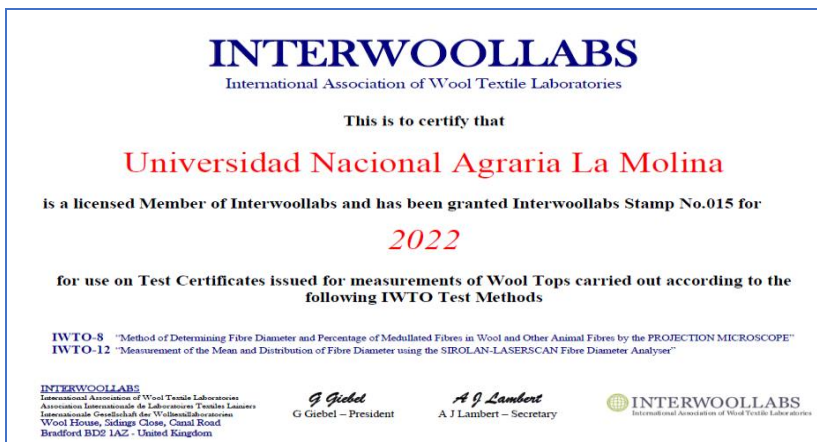 INTERWOOLLABS
International Association of Wool Textile Laboratories
This is to certify that
Universidad Nacional Agraria La Molina
is a licensed Member of Interwoollabs and has been granted Interwoollabs Stamp No.015 for
2022
for use on Test Certificates issued for measurements of Wool Tops carried out according to the
following IWTO Test Methods
IWTO-8 "Method of Determining Fibre Diameter and Percentage of Medullated Fibres in Wool and Other Animal Fibres by the PROJECTION MICROSCOPE"
IWTO-12 "Measurement of the Mean and Distribution of Fibre Diameter using the SIROLAN-LASERSCAN Fibre Diameter Analyser"
INTERWOOLLABS
International Association of Wool Textile Laboratories
Association Internationale de Laboratoires Textiles Lainiers
Internationale Gesellschaft der Wolltextillaboratorien
Wool House, Sidings Close, Canal Road
Bradford BD2 1AZ - United Kingdom
G Giebel
G Giebel – President
A J Lambert
A J Lambert – Secretary
INTERWOOLLABS
International Association of Wool Textile Laboratories